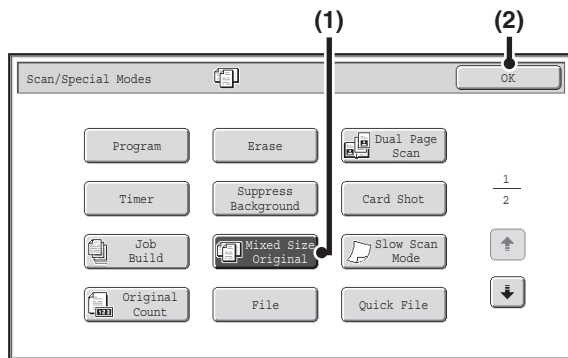 (1)
(2)
Scan/Special Modes
OK
Program
Erase
Dual Page
Scan
Timer
Suppress
Background
Card Shot
1
2
Job
Build
Mixed Size
Original
Slow Scan
Mode
Original
Count
123
File
Quick File